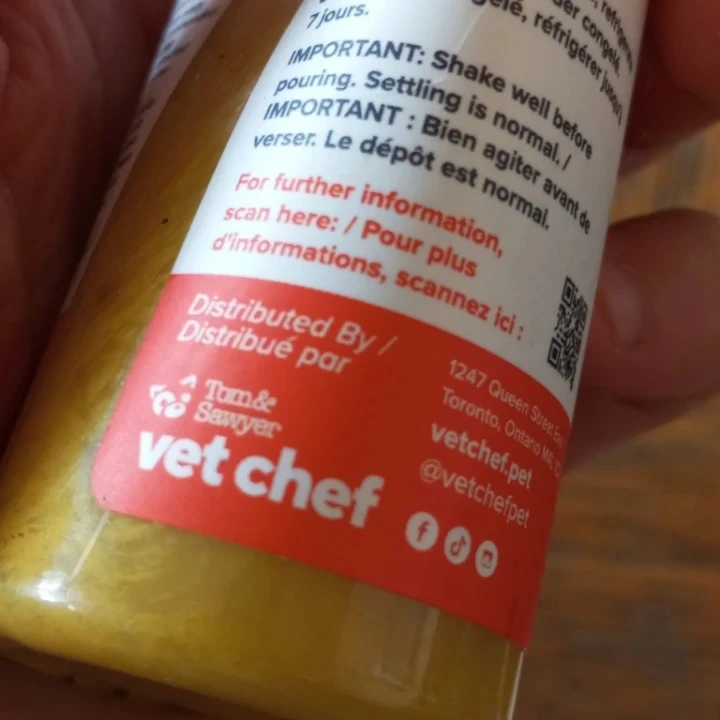 7 jours.
réfrigérer
IMPORTANT: Shake well before
pouring. Settling is normal. /
IMPORTANT : Bien agiter avant de
verser. Le dépôt est normal.
For further information,
scan here: / Pour plus
d'informations, scannez ici :
Distributed By /
Distribué par
Tom&
Sawyer
vet chef
1247 Queen Street
Toronto, Ontario
vetchef.pet
@vetchefpet